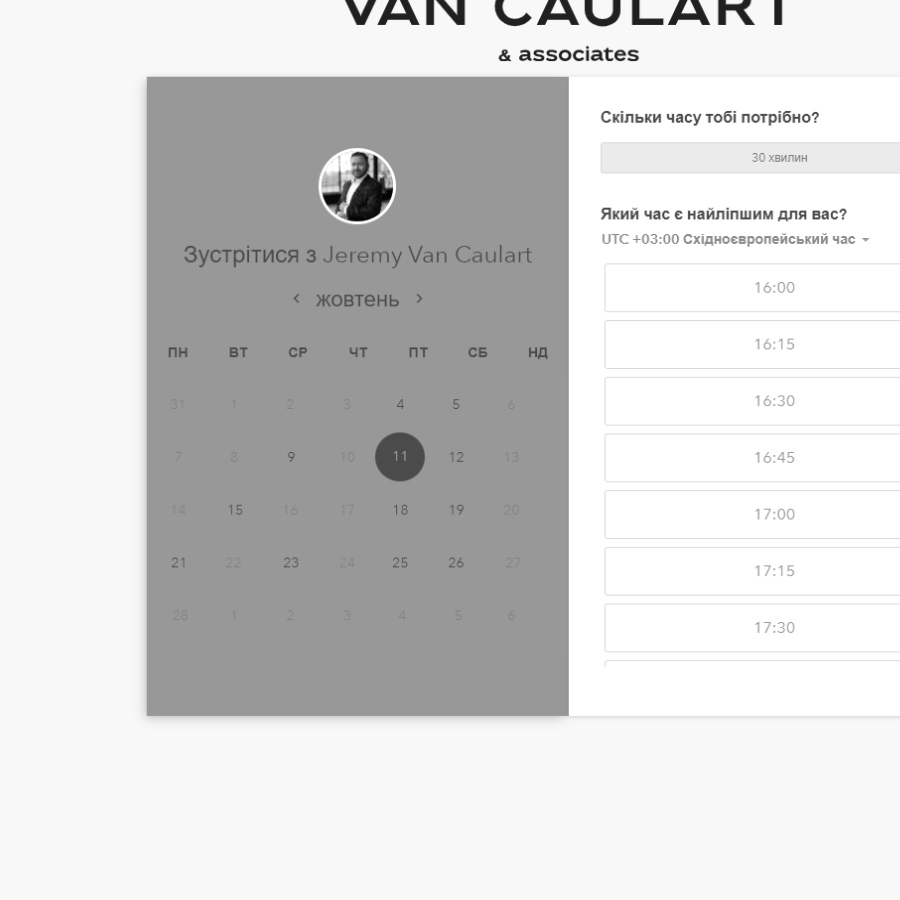 VAN CAULART
& associates
Зустрітися з Jeremy Van Caulart
жовтень
ПН ВТ СР ЧТ ПТ СБ НД
31 1 2 3 4 5 6
7 8 9 10 11 12 13
14 15 16 17 18 19 20
21 22 23 24 25 26 27
28 1 2 3 4 5 6
Скільки часу тобі потрібно?
30 хвилин
Який час є найліпшим для вас?
UTC +03:00 Східноєвропейський час
16:00
16:15
16:30
16:45
17:00
17:15
17:30